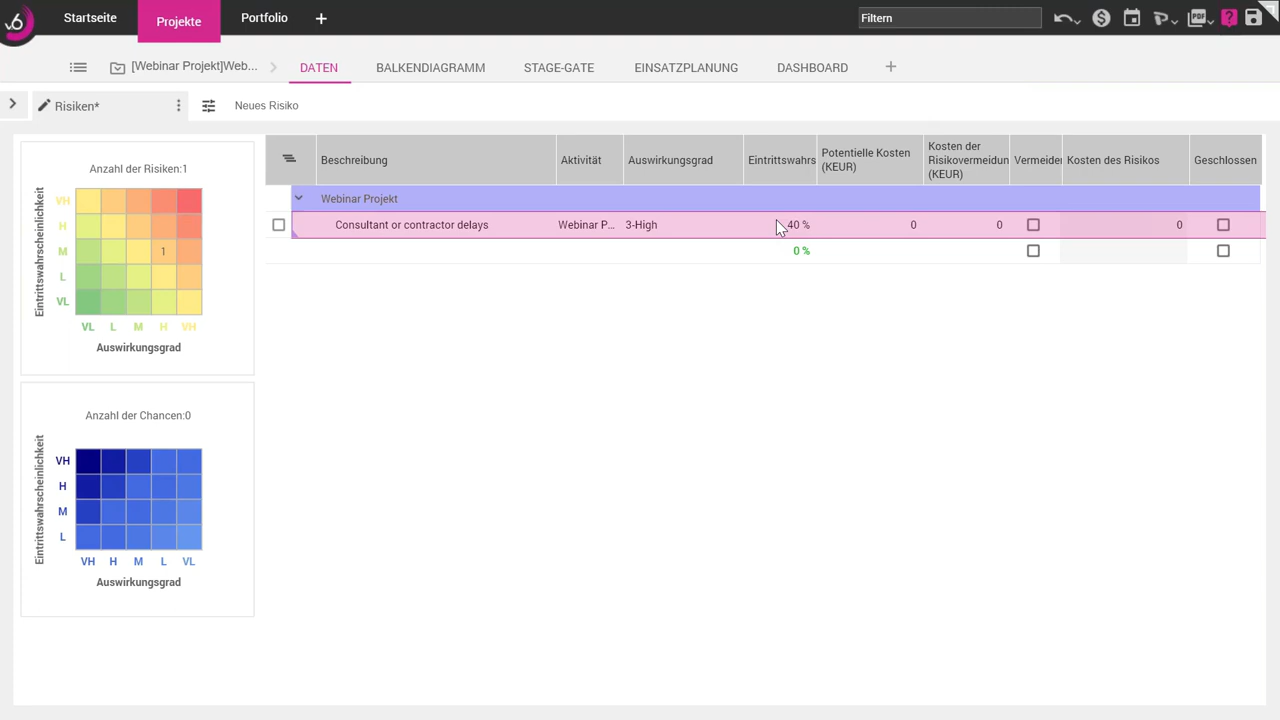 v6
Startseite
Projekte
Portfolio
+
Filtern
PDF
?
[Webinar Projekt]Web...
DATEN
BALKENDIAGRAMM
STAGE-GATE
EINSATZPLANUNG
DASHBOARD
+
Risiken*
Neues Risiko
Anzahl der Risiken:1
Eintrittswahrscheinlichkeit
VH
H
M
1
L
VL
VL L M H VH
Auswirkungsgrad
Anzahl der Chancen:0
Eintrittswahrscheinlichkeit
VH
H
M
L
VH H M L VL
Auswirkungsgrad
Beschreibung
Aktivität
Auswirkungsgrad
Eintrittswahrs
Potentielle Kosten
(KEUR)
Kosten der
Risikovermeidun
(KEUR)
Vermeider
Kosten des Risikos
Geschlossen
Webinar Projekt
Consultant or contractor delays Webinar P... 3-High 40 % 0 0 0
0 %